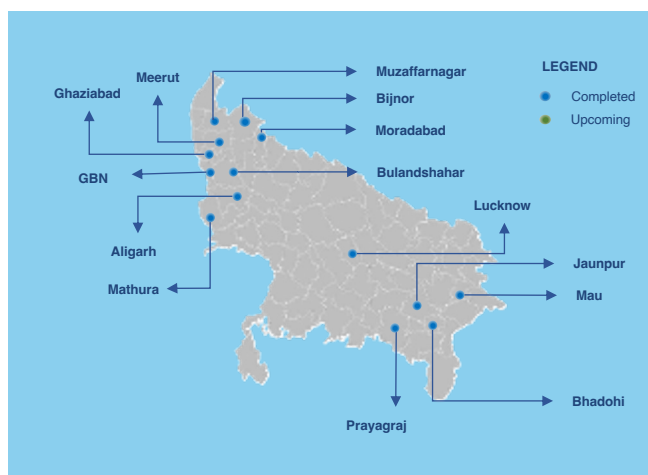 Muzaffarnagar
LEGEND
Meerut
Ghaziabad
Bijnor
Completed
Upcoming
Moradabad
GBN
Bulandshahar
Lucknow
Aligarh
Jaunpur
Mathura
Mau
Bhadohi
Prayagraj